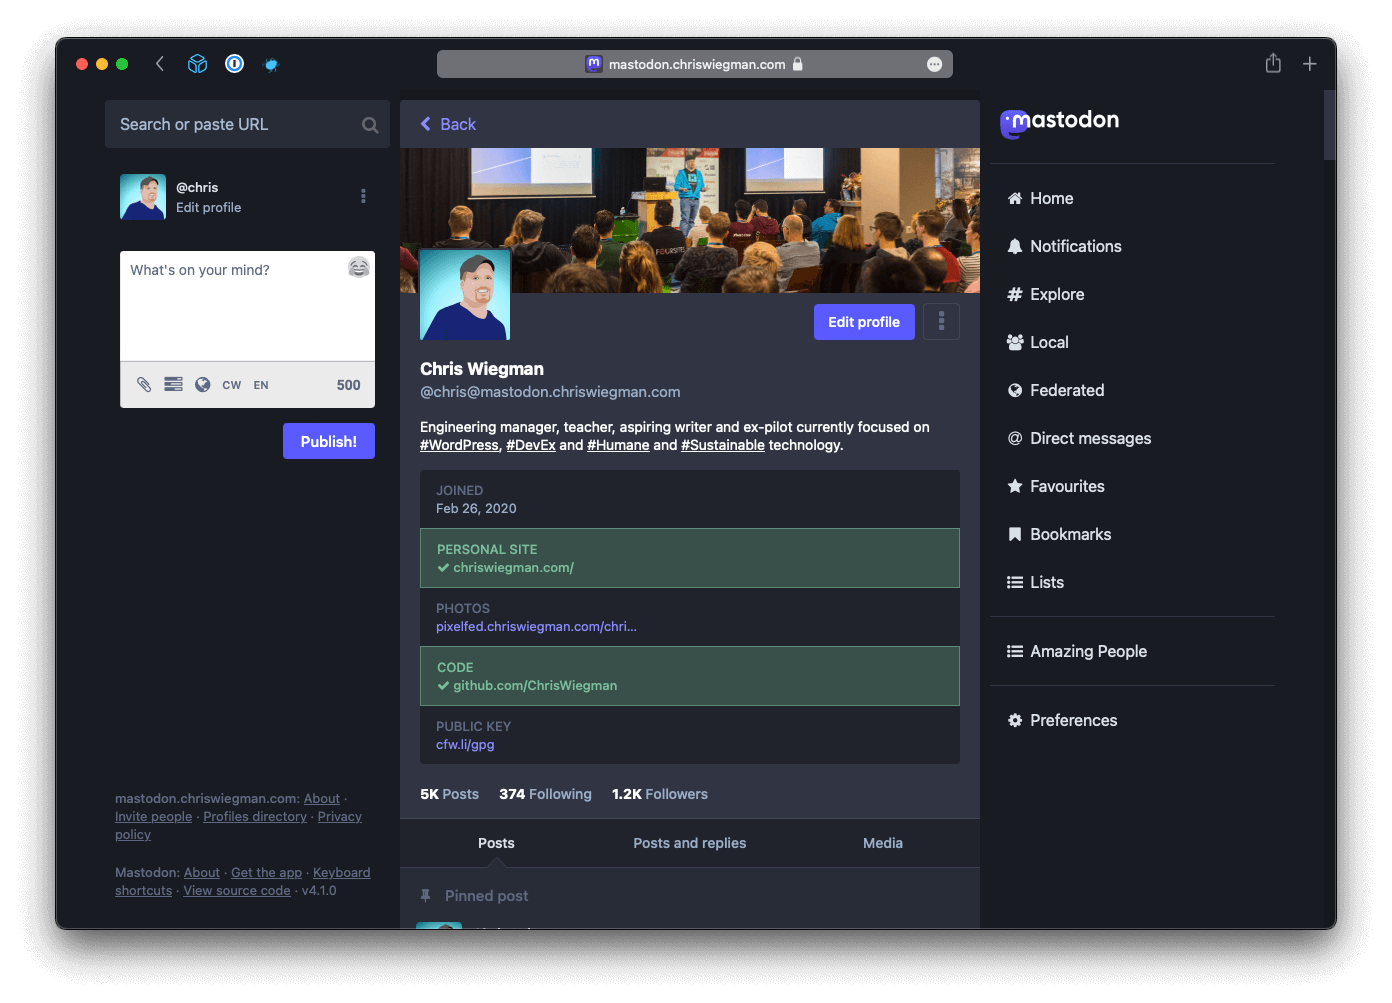 mastodon.chriswiegman.com
Search or paste URL
@chris
Edit profile
What's on your mind?
CW EN 500
Publish!
mastodon.chriswiegman.com: About ·
Invite people · Profiles directory · Privacy
policy
Mastodon: About · Get the app · Keyboard
shortcuts · View source code · v4.1.0
Back
Edit profile
Chris Wiegman
@chris@mastodon.chriswiegman.com
Engineering manager, teacher, aspiring writer and ex-pilot currently focused on
#WordPress, #DevEx and #Humane and #Sustainable technology.
JOINED
Feb 26, 2020
PERSONAL SITE
chriswiegman.com/
PHOTOS
pixelfed.chriswiegman.com/chri...
CODE
github.com/ChrisWiegman
PUBLIC KEY
cfw.li/gpg
5K Posts 374 Following 1.2K Followers
Posts Posts and replies Media
Pinned post
mastodon
Home
Notifications
Explore
Local
Federated
Direct messages
Favourites
Bookmarks
Lists
Amazing People
Preferences